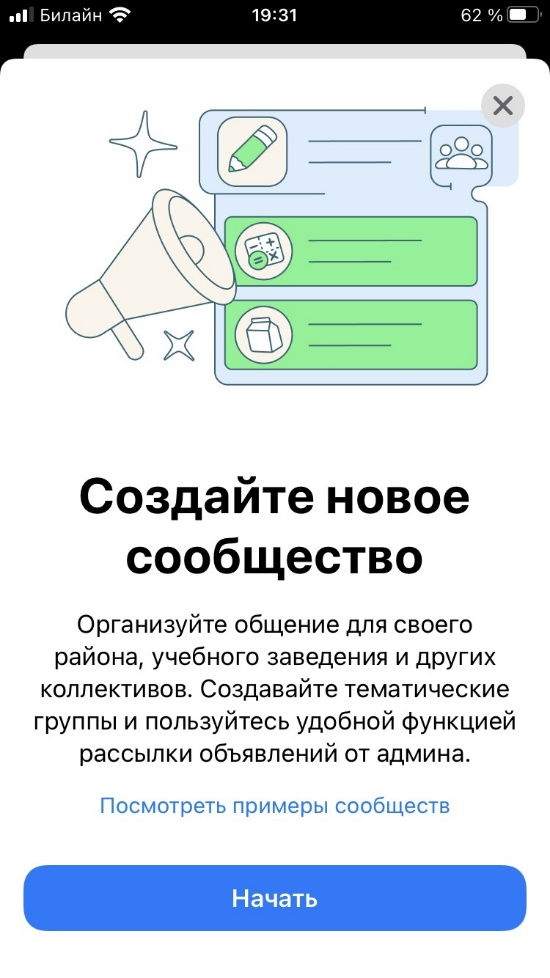 Билайн 19:31 62 %
Создайте новое
сообщество
Организуйте общение для своего
района, учебного заведения и других
коллективов. Создавайте тематические
группы и пользуйтесь удобной функцией
рассылки объявлений от админа.
Посмотреть примеры сообществ
Начать